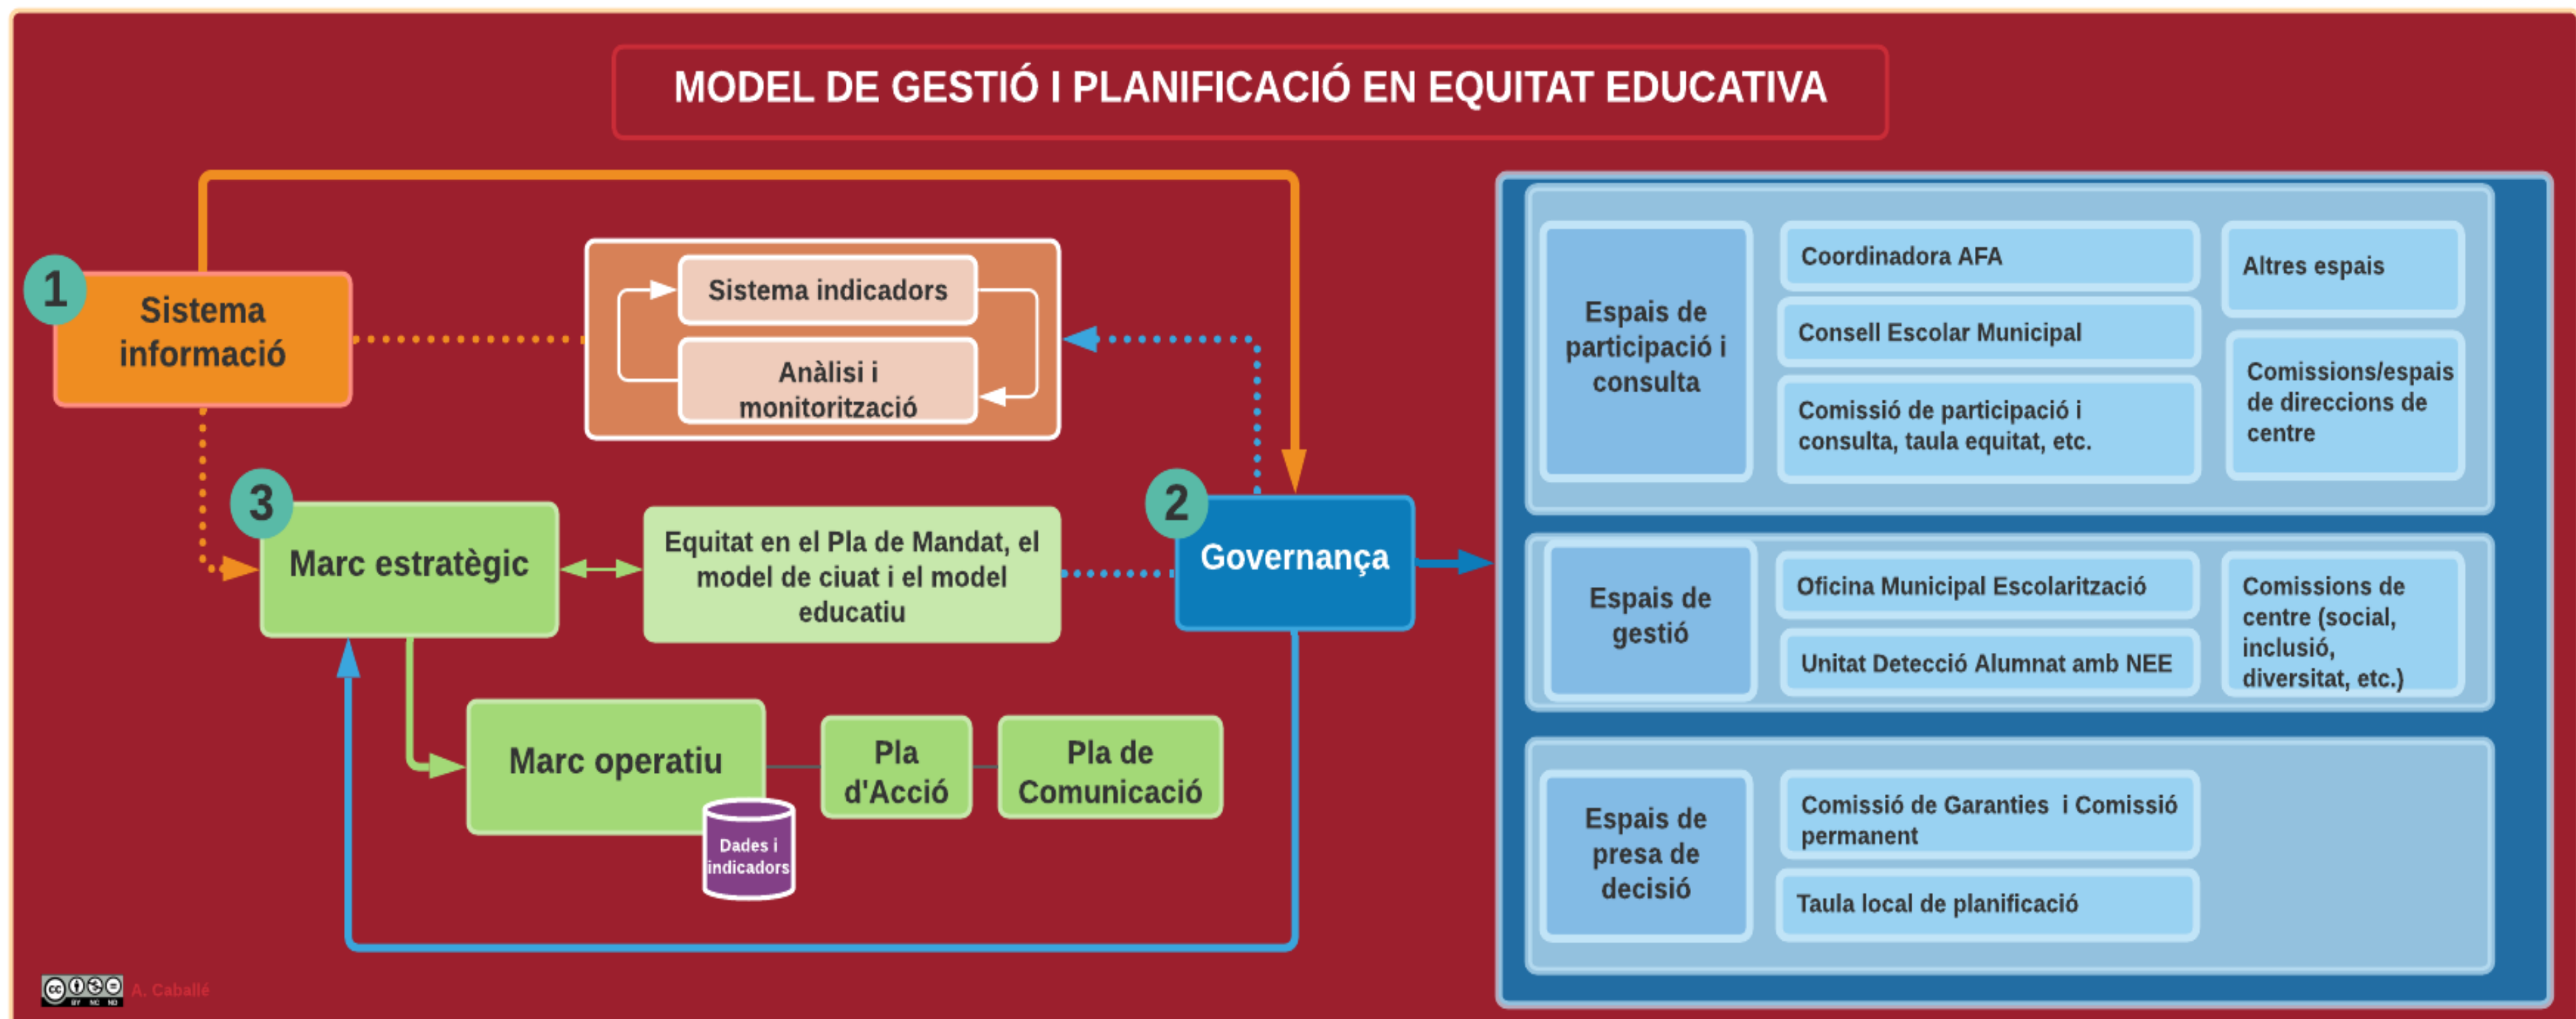 MODEL DE GESTIÓ I PLANIFICACIÓ EN EQUITAT EDUCATIVA
1
Sistema
informació
Sistema indicadors
Anàlisi i
monitorització
3
Marc estratègic
Equitat en el Pla de Mandat, el
model de ciuat i el model
educatiu
2
Governança
Marc operatiu
Dades i
indicadors
Pla
d'Acció
Pla de
Comunicació
Espais de
participació i
consulta
Coordinadora AFA
Consell Escolar Municipal
Comissió de participació i
consulta, taula equitat, etc.
Altres espais
Comissions/espais
de direccions de
centre
Espais de
gestió
Oficina Municipal Escolarització
Unitat Detecció Alumnat amb NEE
Comissions de
centre (social,
inclusió,
diversitat, etc.)
Espais de
presa de
decisió
Comissió de Garanties i Comissió
permanent
Taula local de planificació
cc BY NC ND
A. Caballé